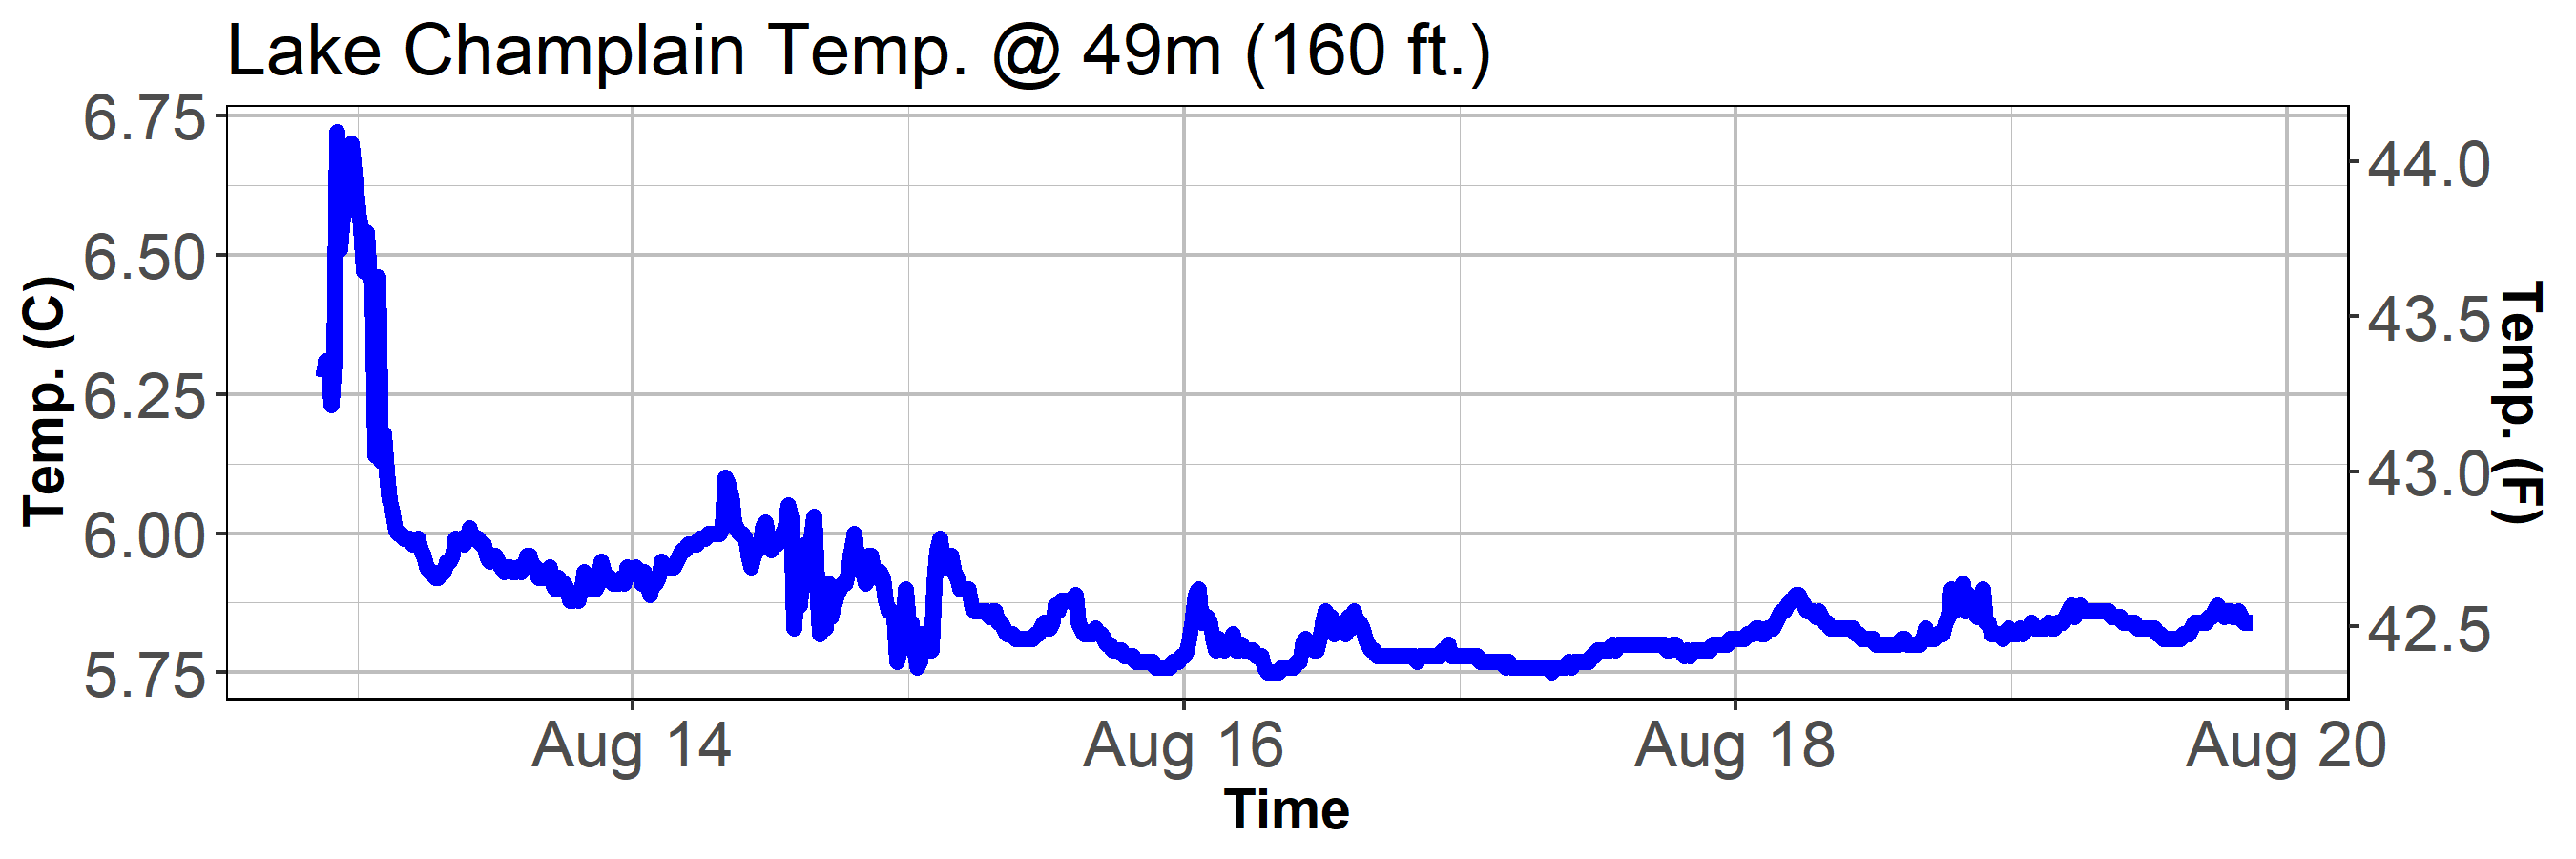 Lake Champlain Temp. @ 49m (160 ft.)
6.75
6.50
6.25
6.00
5.75
Temp. (C)
44.0
43.5
43.0
42.5
Temp. (F)
Aug 14 Aug 16 Aug 18 Aug 20
Time